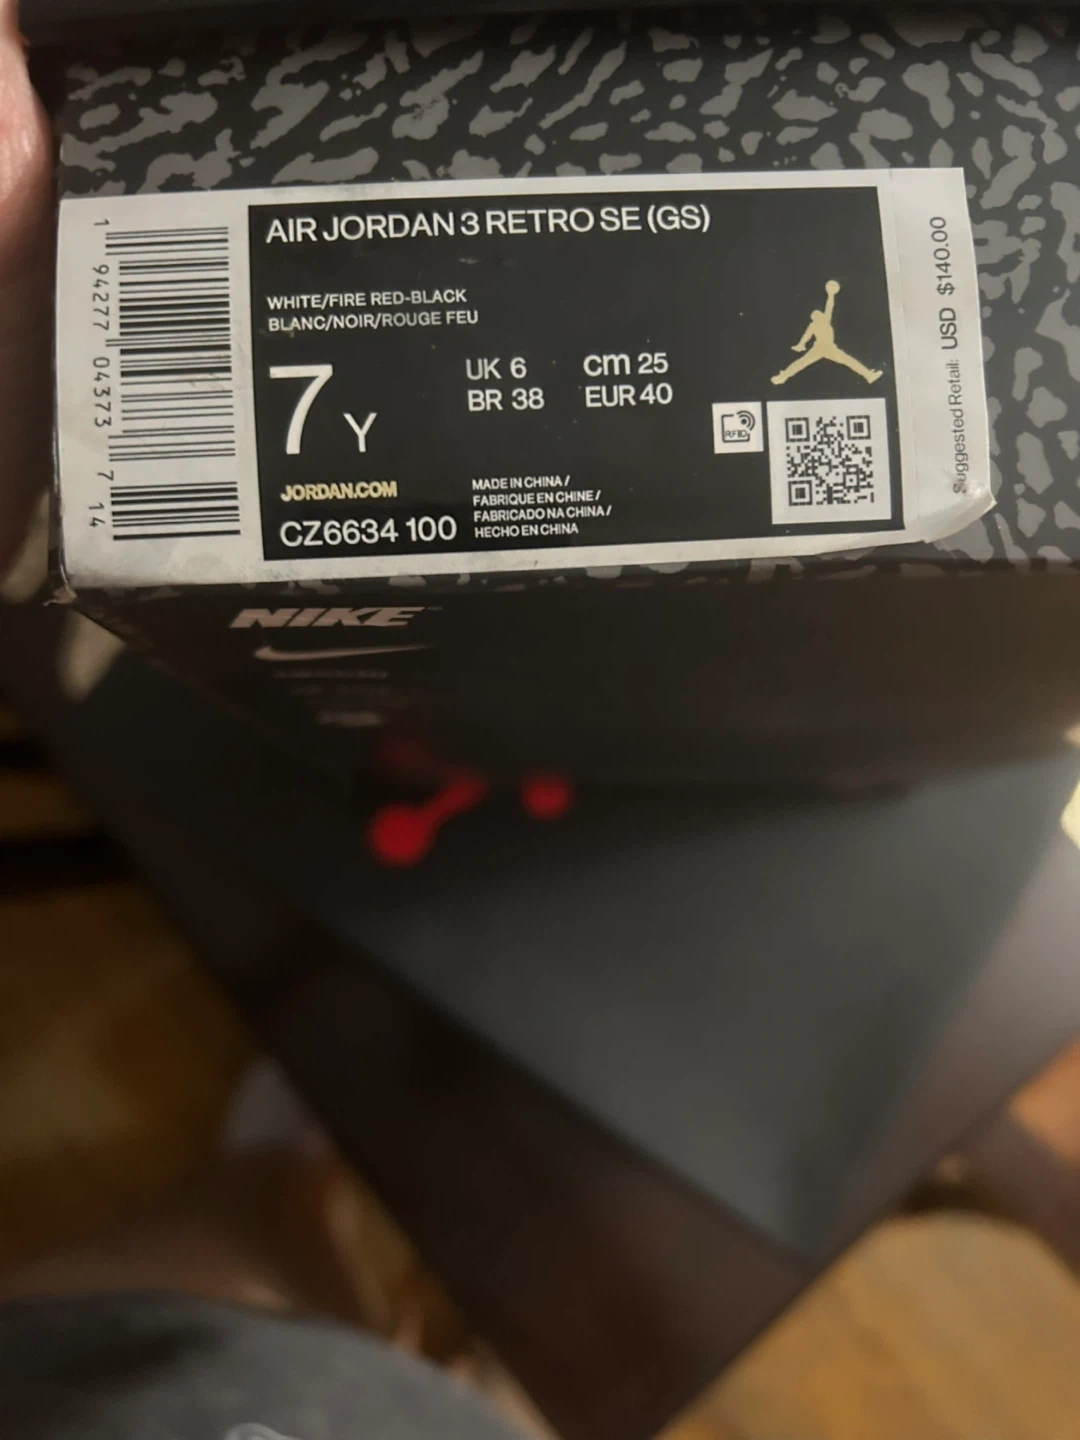 AIR JORDAN 3 RETRO SE (GS)
WHITE/FIRE RED-BLACK
BLANC/NOIR/ROUGE FEU
7 Y
UK 6
cm 25
BR 38
EUR 40
RFID
JORDAN.COM
CZ6634 100
MADE IN CHINA /
FABRIQUE EN CHINE /
FABRICADO NA CHINA /
HECHO EN CHINA
1 94277 04373 7 14
Suggested Retail: USD $140.00
NIKE